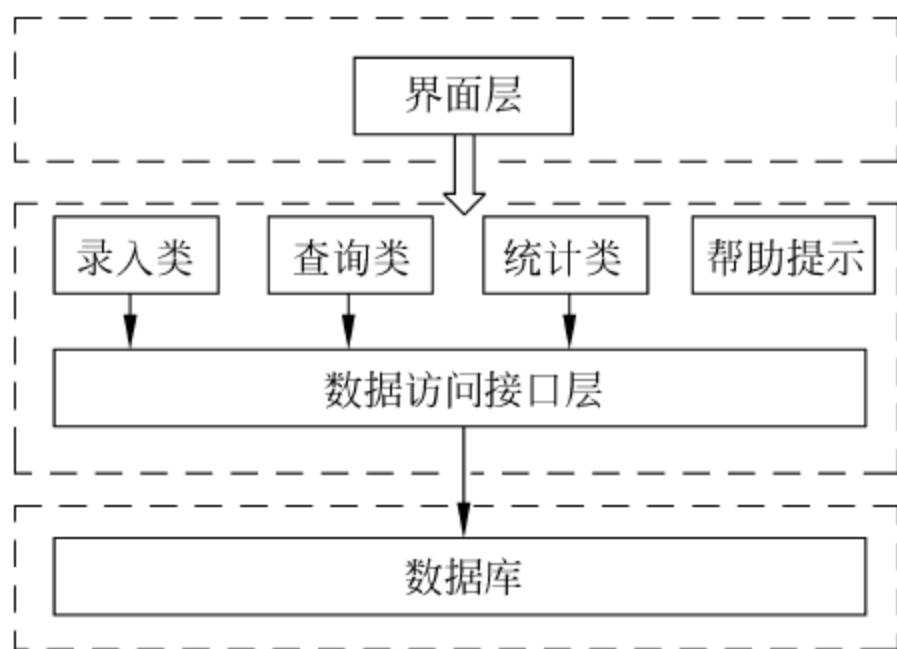 界面层
录入类
查询类
统计类
帮助提示
数据访问接口层
数据库